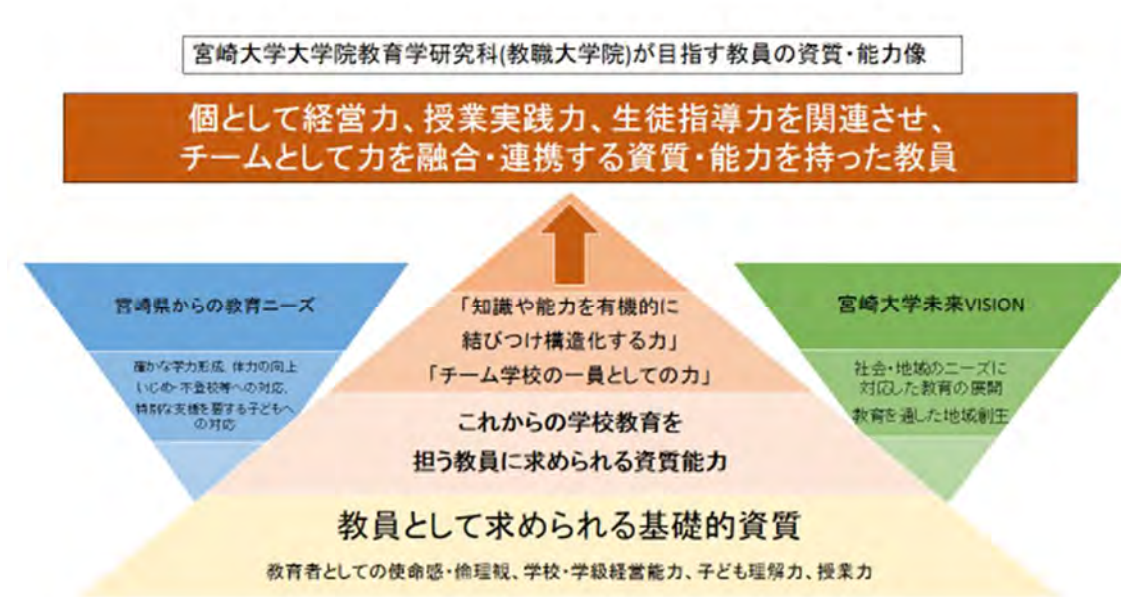 宮崎大学大学院教育学研究科(教職大学院)が目指す教員の資質・能力像
個として経営力、授業実践力、生徒指導力を関連させ、
チームとして力を融合・連携する資質・能力を持った教員
宮崎県からの教育ニーズ
確かな学力形成、体力の向上
いじめ・不登校等への対応、
特別な支援を要する子どもへ
の対応
「知識や能力を有機的に
結びつけ構造化する力」
「チーム学校の一員としての力」
これからの学校教育を
担う教員に求められる資質能力
宮崎大学未来VISION
社会・地域のニーズに
対応した教育の展開
教育を通した地域創生
教員として求められる基礎的資質
教育者としての使命感・倫理観、学校・学級経営能力、子ども理解力、授業力